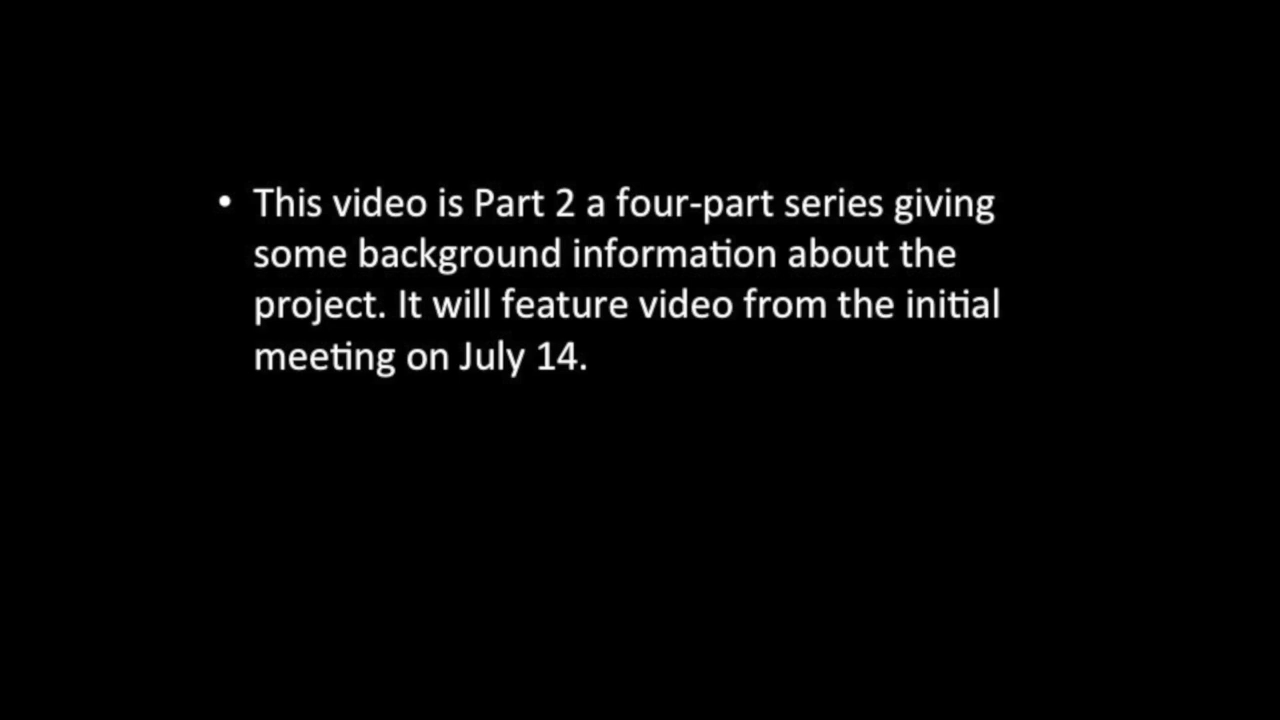 • This video is Part 2 a four-part series giving
some background information about the
project. It will feature video from the initial
meeting on July 14.